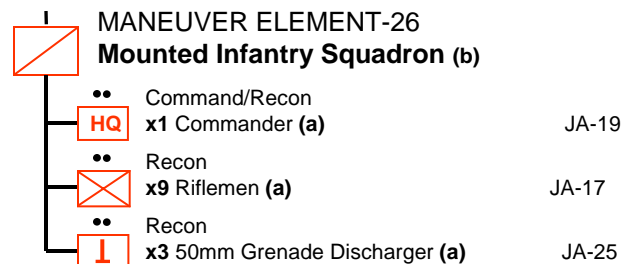 MANEUVER ELEMENT-26
Mounted Infantry Squadron (b)
Command/Recon
HQ x1 Commander (a) JA-19
Recon
x9 Riflemen (a) JA-17
Recon
x3 50mm Grenade Discharger (a) JA-25